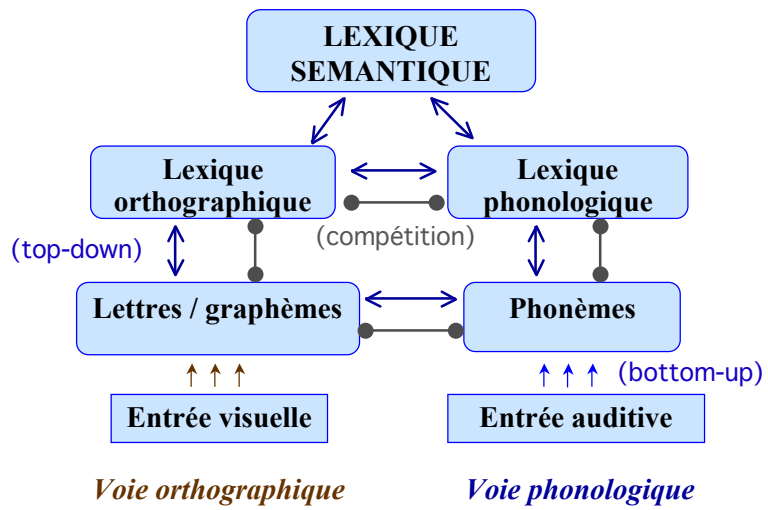 LEXIQUE
SEMANTIQUE
Lexique
orthographique
Lexique
phonologique
(top-down)
(compétition)
Lettres / graphèmes
Phonèmes
(bottom-up)
Entrée visuelle
Entrée auditive
Voie orthographique
Voie phonologique